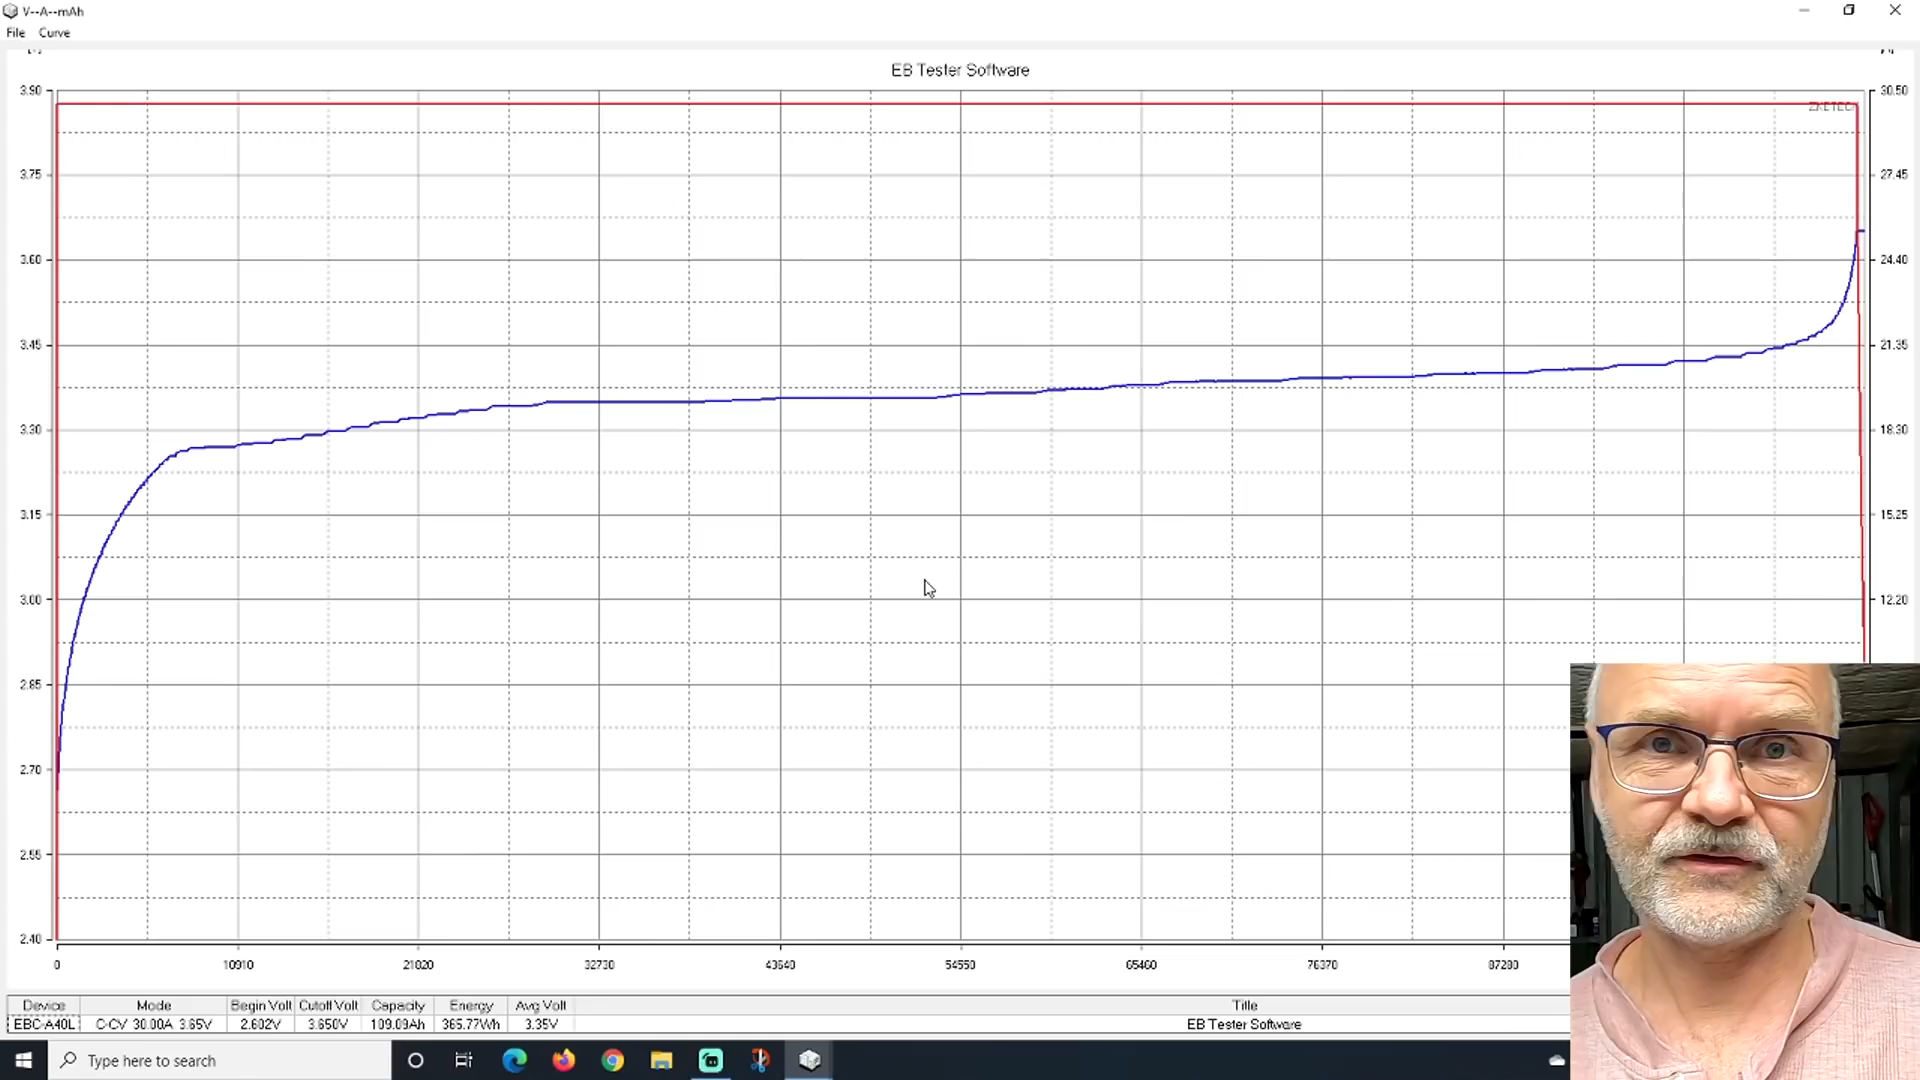 V--A--mAh
File Curve
[V]
EB Tester Software
3.90
30.50
ZKETECH
3.75
27.45
3.60
24.40
3.45
21.35
3.30
18.30
3.15
15.25
3.00
12.20
2.85
2.70
2.55
2.40
0 10910 21820 32730 43640 54550 65460 76370 87280
Device Mode Begin Volt Cutoff Volt Capacity Energy Avg Volt Title
EBC-A40L C-CV 30.00A 3.65V 2.602V 3.650V 109.09Ah 365.77Wh 3.35V EB Tester Software
Type here to search